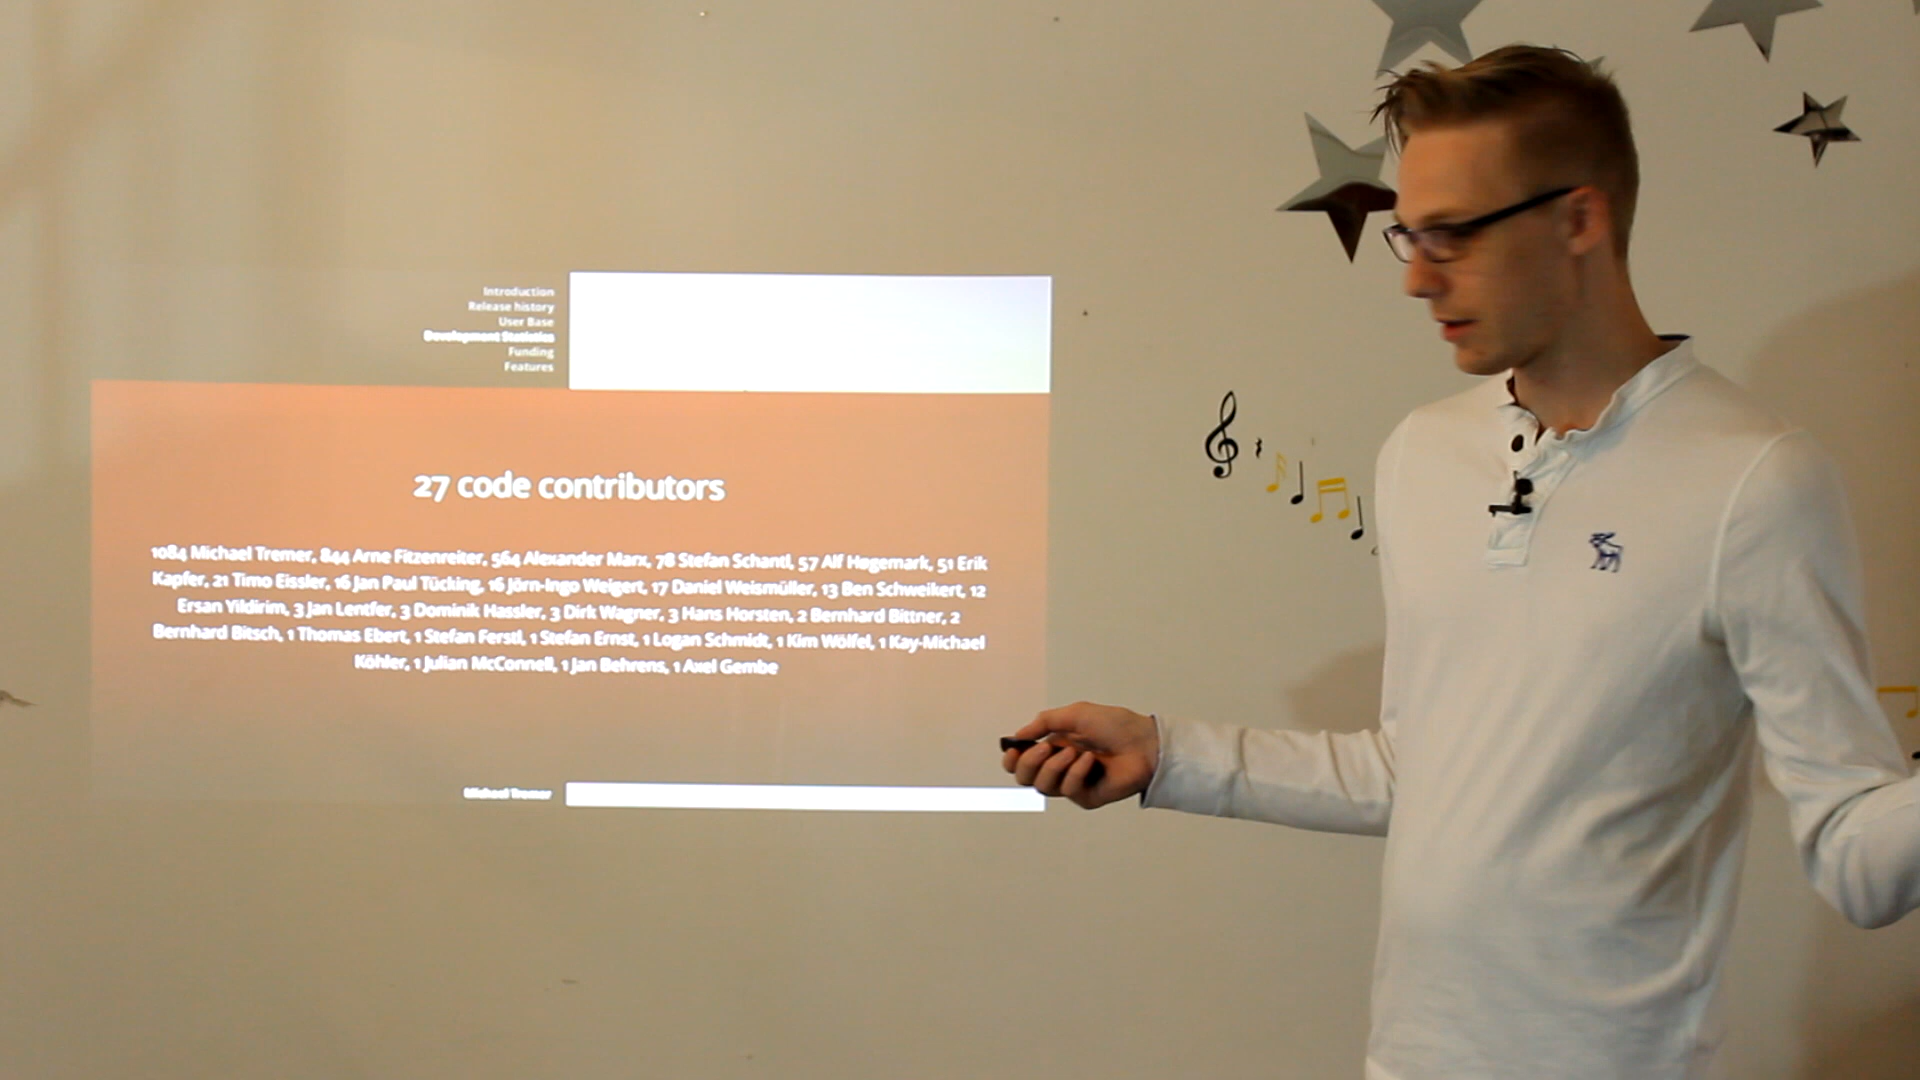 Introduction
Release history
User Base
Development Statistics
Funding
Features
27 code contributors
1084 Michael Tremer, 844 Arne Fitzenreiter, 564 Alexander Marx, 78 Stefan Schantl, 57 Alf Høgemark, 51 Erik
Kapfer, 21 Timo Eissler, 16 Jan Paul Tücking, 16 Jörn-Ingo Weigert, 17 Daniel Weismüller, 13 Ben Schweikert, 12
Ersan Yildirim, 3 Jan Lentfer, 3 Dominik Hassler, 3 Dirk Wagner, 3 Hans Horsten, 2 Bernhard Bittner, 2
Bernhard Bitsch, 1 Thomas Ebert, 1 Stefan Ferstl, 1 Stefan Ernst, 1 Logan Schmidt, 1 Kim Wölfel, 1 Kay-Michael
Köhler, 1 Julian McConnell, 1 Jan Behrens, 1 Axel Gembe
Michael Tremer